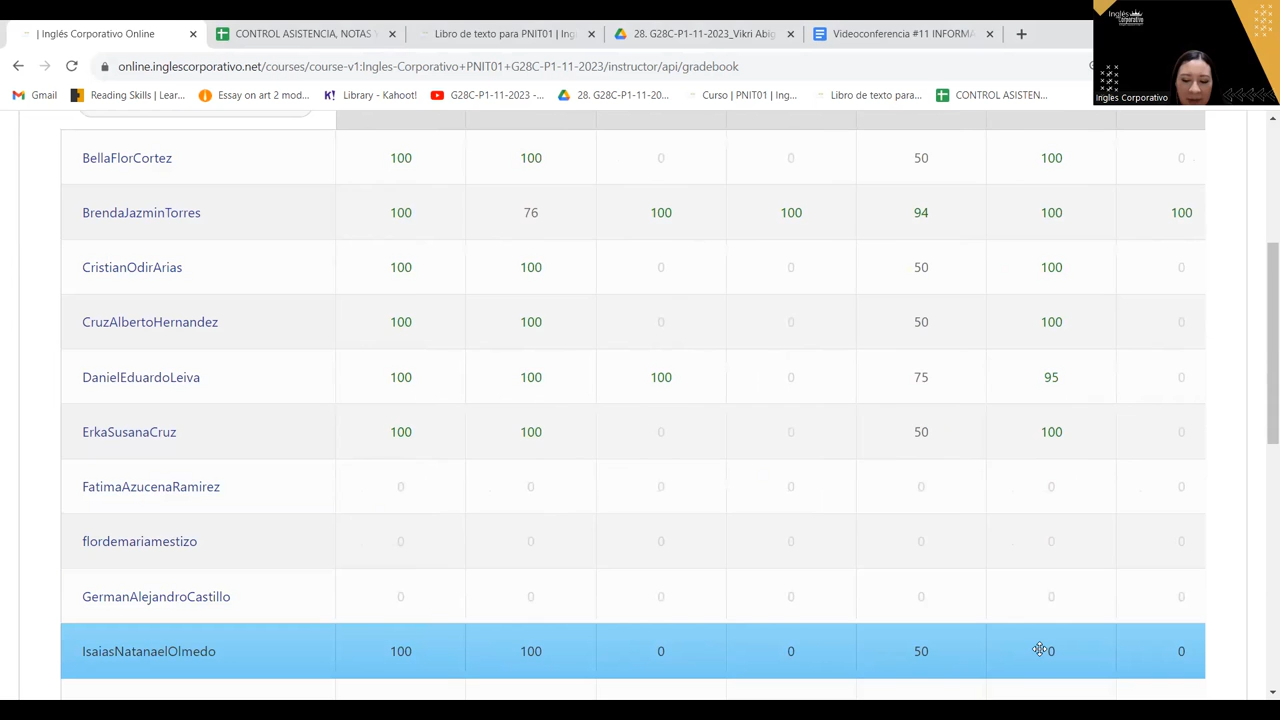 | Inglés Corporativo Online
CONTROL ASISTENCIA, NOTAS Y
Libro de texto para PNIT01 | Ing
28. G28C-P1-11-2023_Vikri Abig
Videoconferencia #11 INFORMA
online.inglescorporativo.net/courses/course-v1:Ingles-Corporativo+PNIT01+G28C-P1-11-2023/instructor/api/gradebook
Gmail
Reading Skills | Lear...
Essay on art 2 mod...
Library - Kano...
G28C-P1-11-2023 -...
28. G28C-P1-11-20...
Curso | PNIT01 | Ing...
Libro de texto para...
CONTROL ASISTEN...
Inglés
Corporativo
Ingles Corporativo
BellaFlorCortez 100 100 0 0 50 100 0
BrendaJazminTorres 100 76 100 100 94 100 100
CristianOdirArias 100 100 0 0 50 100 0
CruzAlbertoHernandez 100 100 0 0 50 100 0
DanielEduardoLeiva 100 100 100 0 75 95 0
ErkaSusanaCruz 100 100 0 0 50 100 0
FatimaAzucenaRamirez 0 0 0 0 0 0 0
flordemariamestizo 0 0 0 0 0 0 0
GermanAlejandroCastillo 0 0 0 0 0 0 0
IsaiasNatanaelOlmedo 100 100 0 0 50 0 0